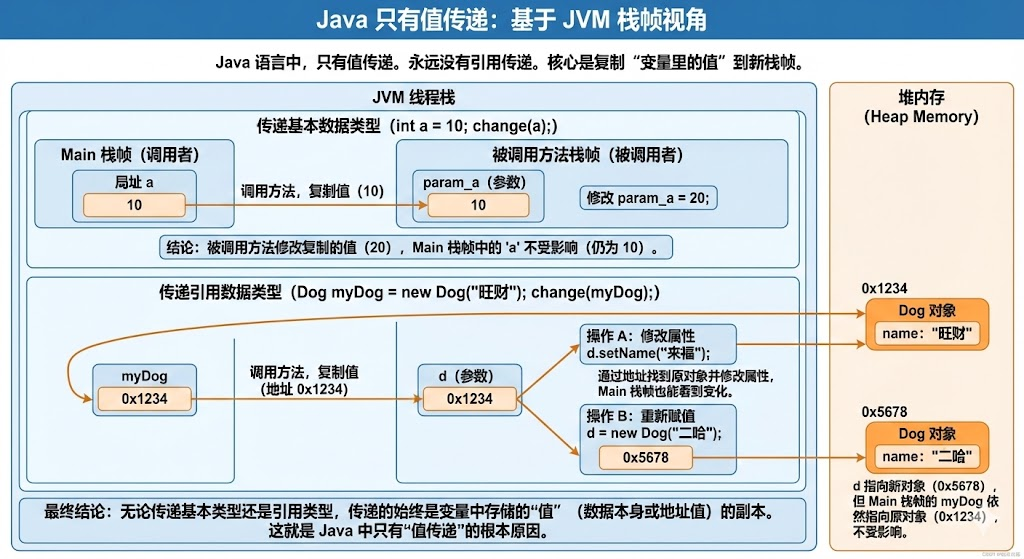 Java 只有值传递：基于 JVM 栈帧视角
Java 语言中，只有值传递。永远没有引用传递。核心是复制“变量里的值”到新栈帧。
JVM 线程栈
传递基本数据类型（int a = 10; change(a);）
Main 栈帧（调用者）
局址 a
10
调用方法，复制值（10）
被调用方法栈帧（被调用者）
param_a（参数）
10
修改 param_a = 20;
结论：被调用方法修改复制的值（20），Main 栈帧中的 'a' 不受影响（仍为 10）。
传递引用数据类型（Dog myDog = new Dog("旺财"); change(myDog);）
myDog
0x1234
调用方法，复制值
（地址 0x1234）
d（参数）
0x1234
操作 A：修改属性
d.setName("来福");
通过地址找到原对象并修改属性，
Main 栈帧也能看到变化。
操作 B：重新赋值
d = new Dog("二哈");
0x5678
最终结论：无论传递基本类型还是引用类型，传递的始终是变量中存储的“值”（数据本身或地址值）的副本。
这就是 Java 中只有“值传递”的根本原因。
堆内存
（Heap Memory）
0x1234
Dog 对象
name："旺财"
0x5678
Dog 对象
name："二哈"
d 指向新对象（0x5678），
但 Main 栈帧的 myDog 依
然指向原对象（0x1234），
不受影响。